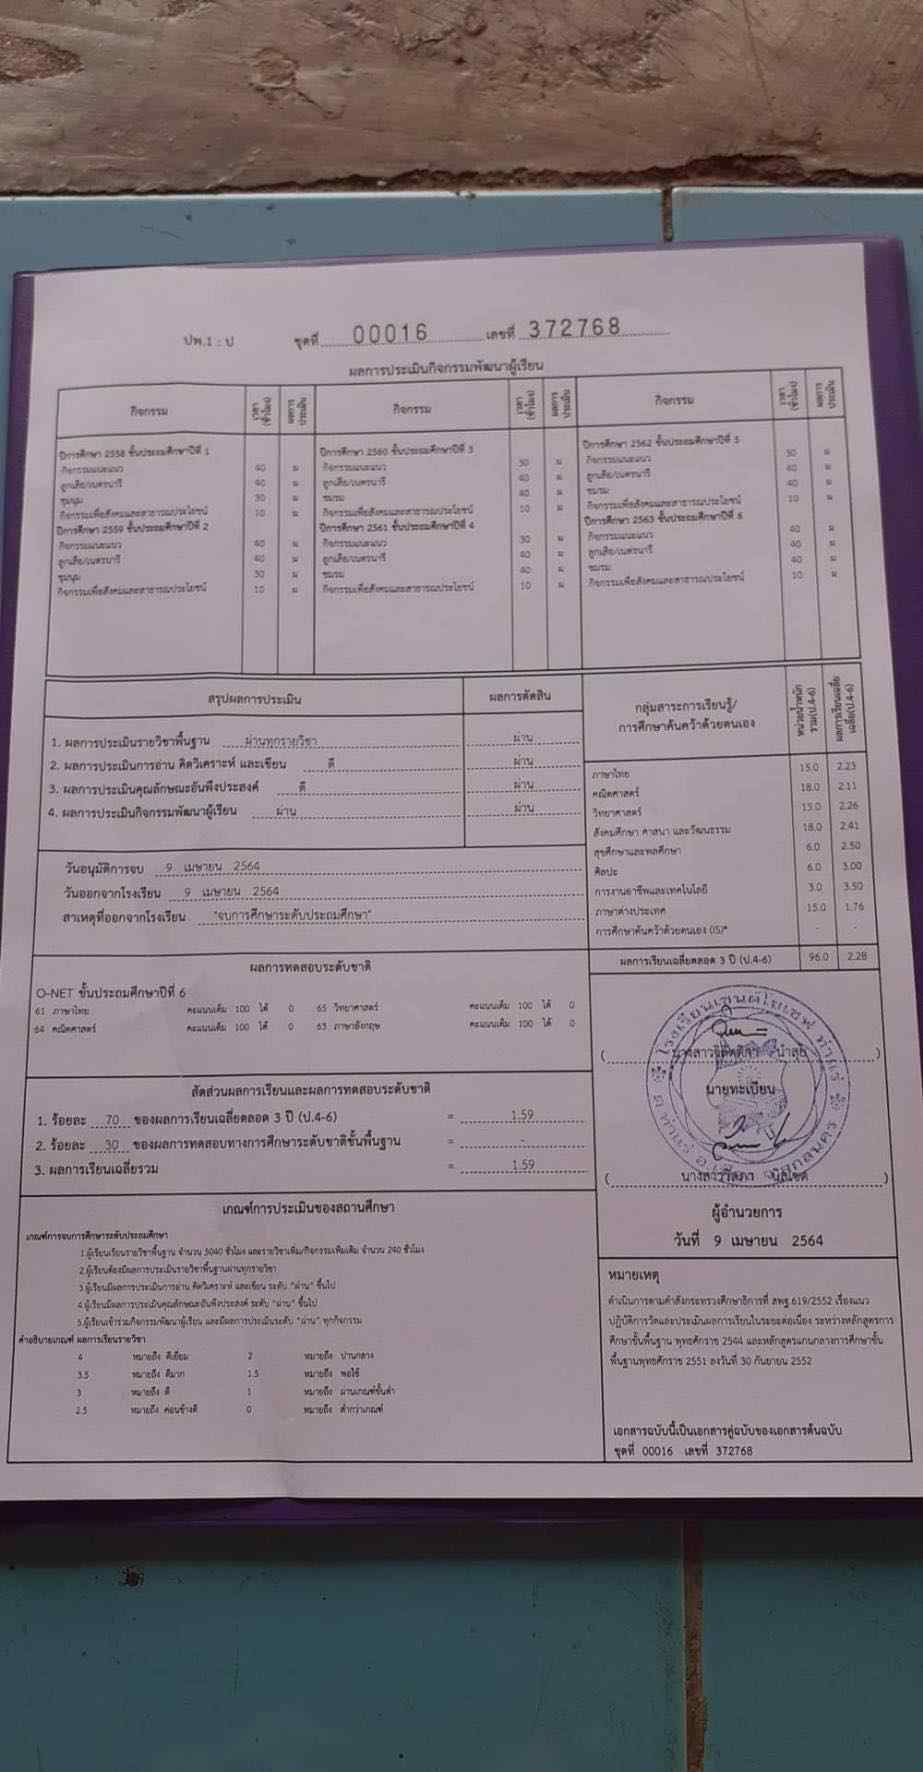 ปพ.1 : ป ชุดที่ 00016 เลขที่ 372768
ผลการประเมินกิจกรรมพัฒนาผู้เรียน
กิจกรรม เวลา (ชั่วโมง) ผลการประเมิน กิจกรรม เวลา (ชั่วโมง) ผลการประเมิน กิจกรรม เวลา (ชั่วโมง) ผลการประเมิน
ปีการศึกษา 2558 ชั้นประถมศึกษาปีที่ 1
กิจกรรมแนะแนว 40 ผ
ลูกเสือ/เนตรนารี 40 ผ
ชุมนุม 30 ผ
กิจกรรมเพื่อสังคมและสาธารณประโยชน์ 10 ผ
ปีการศึกษา 2559 ชั้นประถมศึกษาปีที่ 2
กิจกรรมแนะแนว 40 ผ
ลูกเสือ/เนตรนารี 40 ผ
ชุมนุม 30 ผ
กิจกรรมเพื่อสังคมและสาธารณประโยชน์ 10 ผ
ปีการศึกษา 2560 ชั้นประถมศึกษาปีที่ 3
กิจกรรมแนะแนว 30 ผ
ลูกเสือ/เนตรนารี 40 ผ
ชมรม 40 ผ
กิจกรรมเพื่อสังคมและสาธารณประโยชน์ 10 ผ
ปีการศึกษา 2561 ชั้นประถมศึกษาปีที่ 4
กิจกรรมแนะแนว 30 ผ
ลูกเสือ/เนตรนารี 40 ผ
ชมรม 40 ผ
กิจกรรมเพื่อสังคมและสาธารณประโยชน์ 10 ผ
ปีการศึกษา 2562 ชั้นประถมศึกษาปีที่ 5
กิจกรรมแนะแนว 30 ผ
ลูกเสือ/เนตรนารี 40 ผ
ชมรม 40 ผ
กิจกรรมเพื่อสังคมและสาธารณประโยชน์ 10 ผ
ปีการศึกษา 2563 ชั้นประถมศึกษาปีที่ 6
กิจกรรมแนะแนว 40 ผ
ลูกเสือ/เนตรนารี 40 ผ
ชมรม 40 ผ
กิจกรรมเพื่อสังคมและสาธารณประโยชน์ 10 ผ
สรุปผลการประเมิน ผลการตัดสิน
1. ผลการประเมินรายวิชาพื้นฐาน ผ่านทุกรายวิชา ผ่าน
2. ผลการประเมินการอ่าน คิดวิเคราะห์ และเขียน ดี ผ่าน
3. ผลการประเมินคุณลักษณะอันพึงประสงค์ ดี ผ่าน
4. ผลการประเมินกิจกรรมพัฒนาผู้เรียน ผ่าน ผ่าน
วันอนุมัติการจบ 9 เมษายน 2564
วันออกจากโรงเรียน 9 เมษายน 2564
สาเหตุที่ออกจากโรงเรียน "จบการศึกษาระดับประถมศึกษา"
กลุ่มสาระการเรียนรู้/
การศึกษาค้นคว้าด้วยตนเอง
หน่วยน้ำหนักรวม(ป.4-6)
ผลการเรียนเฉลี่ยเฉลี่ย(ป.4-6)
ภาษาไทย 15.0 2.23
คณิตศาสตร์ 18.0 2.11
วิทยาศาสตร์ 15.0 2.26
สังคมศึกษา ศาสนา และวัฒนธรรม 18.0 2.41
สุขศึกษาและพลศึกษา 6.0 2.50
ศิลปะ 6.0 3.00
การงานอาชีพและเทคโนโลยี 3.0 3.50
ภาษาต่างประเทศ 15.0 1.76
การศึกษาค้นคว้าด้วยตนเอง (IS)* - -
ผลการเรียนเฉลี่ยตลอด 3 ปี (ป.4-6) 96.0 2.28
ผลการทดสอบระดับชาติ
O-NET ชั้นประถมศึกษาปีที่ 6
61 ภาษาไทย คะแนนเต็ม 100 ได้ 0 65 วิทยาศาสตร์ คะแนนเต็ม 100 ได้ 0
64 คณิตศาสตร์ คะแนนเต็ม 100 ได้ 0 63 ภาษาอังกฤษ คะแนนเต็ม 100 ได้ 0
สัดส่วนผลการเรียนและผลการทดสอบระดับชาติ
1. ร้อยละ 70 ของผลการเรียนเฉลี่ยตลอด 3 ปี (ป.4-6) = 1.59
2. ร้อยละ 30 ของผลการทดสอบทางการศึกษาระดับชาติขั้นพื้นฐาน = -
3. ผลการเรียนเฉลี่ยรวม = 1.59
โรงเรียนเซนต์โยเซฟ ท่าแร่
นางสาว
นายทะเบียน
นางสาว
ผู้อำนวยการ
วันที่ 9 เมษายน 2564
เกณฑ์การประเมินของสถานศึกษา
เกณฑ์การจบการศึกษาระดับประถมศึกษา
1.ผู้เรียนเรียนรายวิชาพื้นฐาน จำนวน 5040 ชั่วโมง และรายวิชาเพิ่ม/กิจกรรมเพิ่มเติม จำนวน 240 ชั่วโมง
2.ผู้เรียนต้องมีผลการประเมินรายวิชาพื้นฐานผ่านทุกรายวิชา
3.ผู้เรียนมีผลการประเมินการอ่าน คิดวิเคราะห์ และเขียน ระดับ "ผ่าน" ขึ้นไป
4.ผู้เรียนมีผลการประเมินคุณลักษณะอันพึงประสงค์ ระดับ "ผ่าน" ขึ้นไป
5.ผู้เรียนเข้าร่วมกิจกรรมพัฒนาผู้เรียน และมีผลการประเมินระดับ "ผ่าน" ทุกกิจกรรม
คำอธิบายเกณฑ์ ผลการเรียนรายวิชา
4 หมายถึง ดีเยี่ยม 2 หมายถึง ปานกลาง
3.5 หมายถึง ดีมาก 1.5 หมายถึง พอใช้
3 หมายถึง ดี 1 หมายถึง ผ่านเกณฑ์ขั้นต่ำ
2.5 หมายถึง ค่อนข้างดี 0 หมายถึง ต่ำกว่าเกณฑ์
หมายเหตุ
ดำเนินการตามคำสั่งกระทรวงศึกษาธิการที่ สพฐ 619/2552 เรื่องแนว
ปฏิบัติการวัดและประเมินผลการเรียนในระยะต่อเนื่อง ระหว่างหลักสูตรการ
ศึกษาขั้นพื้นฐาน พุทธศักราช 2544 และหลักสูตรแกนกลางการศึกษาขั้น
พื้นฐานพุทธศักราช 2551 ลงวันที่ 30 กันยายน 2552
เอกสารฉบับนี้เป็นเอกสารคู่ฉบับของเอกสารต้นฉบับ
ชุดที่ 00016 เลขที่ 372768